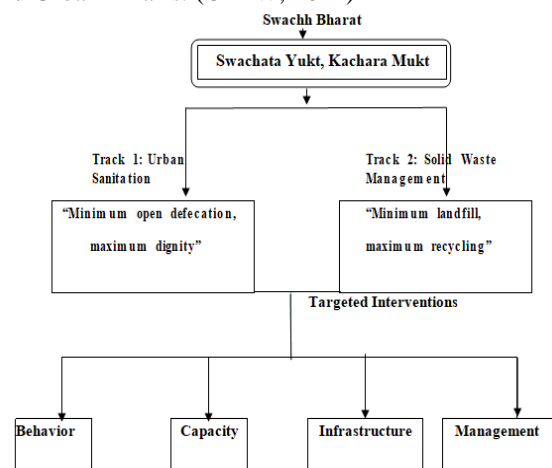 Swachh Bharat
Swachata Yukt, Kachara Mukt
Track 1: Urban
Sanitation
Track 2: Solid Waste
Management
“Minimum open defecation,
maximum dignity”
“Minimum landfill,
maximum recycling”
Targeted Interventions
Behavior
Capacity
Infrastructure
Management